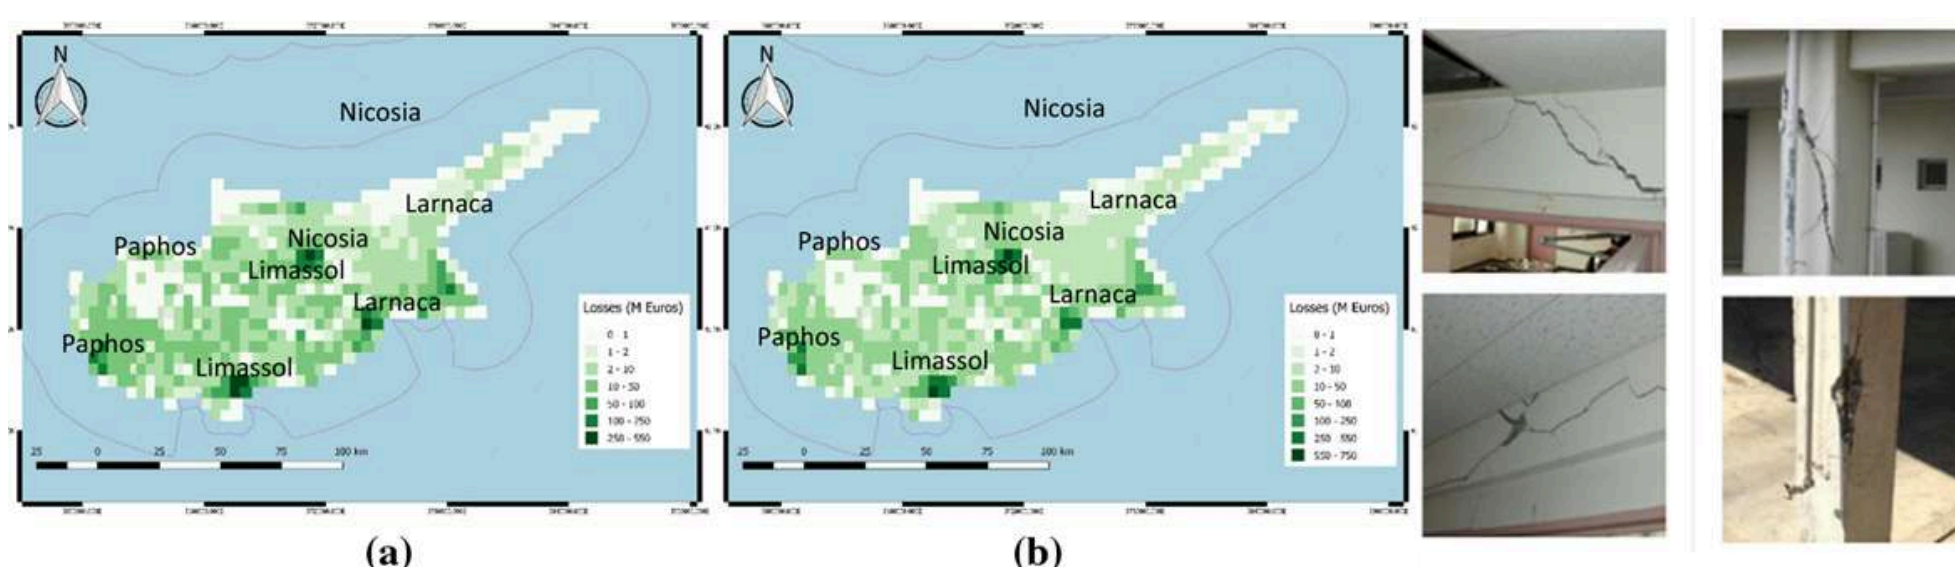 N
Nicosia
Larnaca
Paphos
Nicosia
Limassol
Larnaca
Paphos
Limassol
Losses (M Euros)
0 - 1
1 - 2
2 - 10
10 - 50
50 - 100
250 - 550
25 0 25 50 75 100 km
(a)
N
Nicosia
Larnaca
Paphos
Nicosia
Limassol
Larnaca
Paphos
Limassol
Losses (M Euros)
0 - 1
1 - 2
2 - 10
10 - 50
50 - 100
100 - 250
250 550
550 - 750
25 0 25 50 75 100 km
(b)